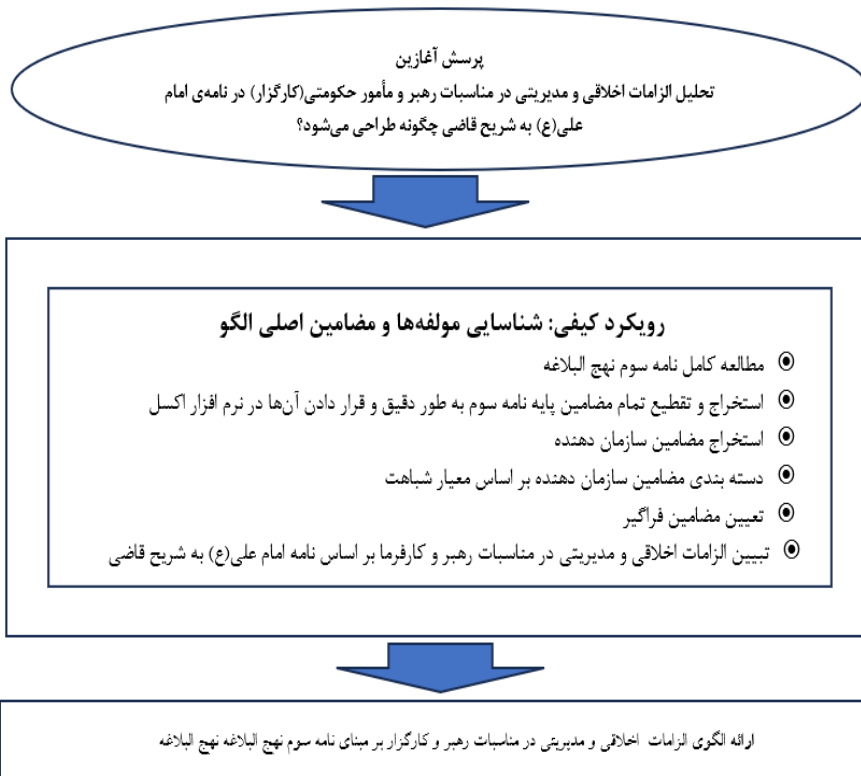 پرسش آغازین
تحلیل الزامات اخلاقی و مدیریتی در مناسبات رهبر و مأمور حکومتی(کارگزار) در نامه‌ی امام
علی(ع) به شریح قاضی چگونه طراحی می‌شود؟
رویکرد کیفی: شناسایی مولفه‌ها و مضامین اصلی الگو
مطالعه کامل نامه سوم نهج البلاغه
استخراج و تقطیع تمام مضامین پایه نامه سوم به طور دقیق و قرار دادن آن‌ها در نرم افزار اکسل
استخراج مضامین سازمان دهنده
دسته بندی مضامین سازمان دهنده بر اساس معیار شباهت
تعیین مضامین فراگیر
تبیین الزامات اخلاقی و مدیریتی در مناسبات رهبر و کارفرما بر اساس نامه امام علی(ع) به شریح قاضی
ارائه الگوی الزامات اخلاقی و مدیریتی در مناسبات رهبر و کارگزار بر مبنای نامه سوم نهج البلاغه نهج البلاغه